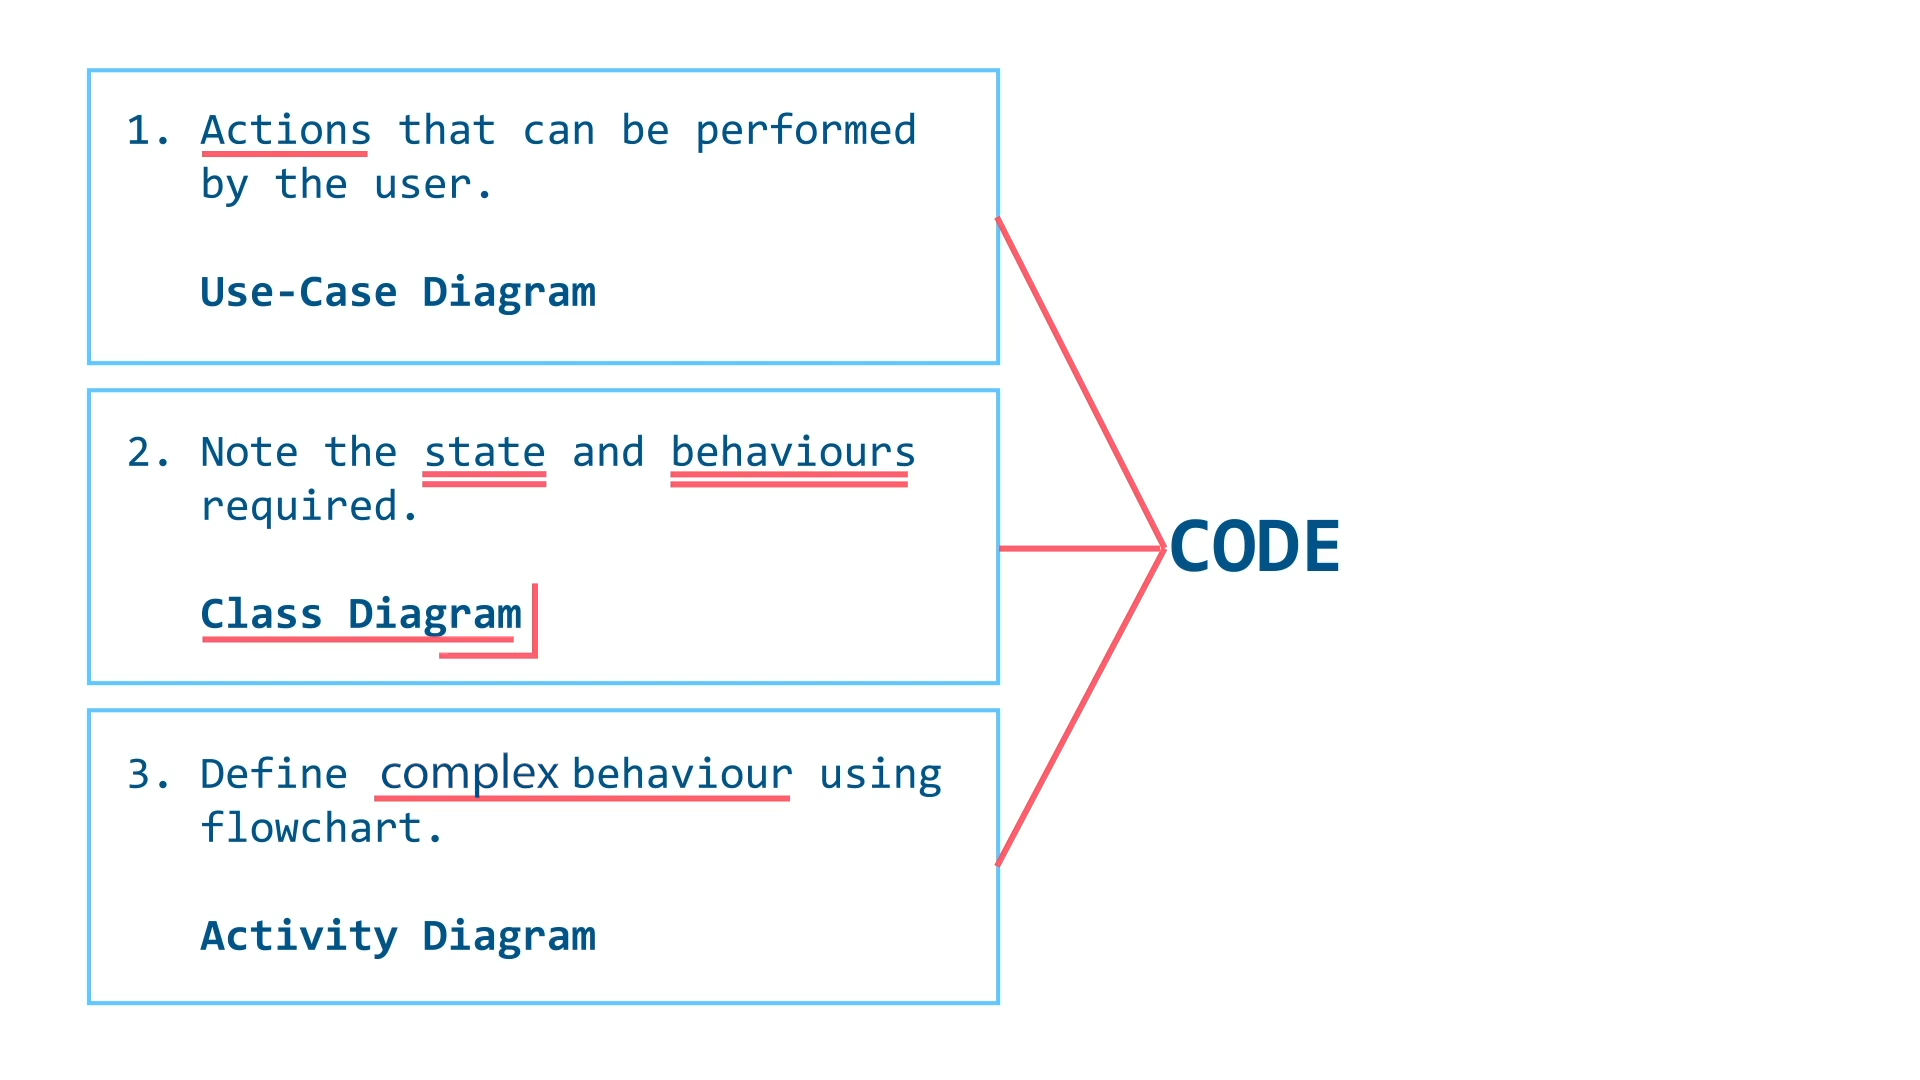 1. Actions that can be performed
by the user.
Use-Case Diagram
2. Note the state and behaviours
required.
Class Diagram
3. Define complex behaviour using
flowchart.
Activity Diagram
CODE